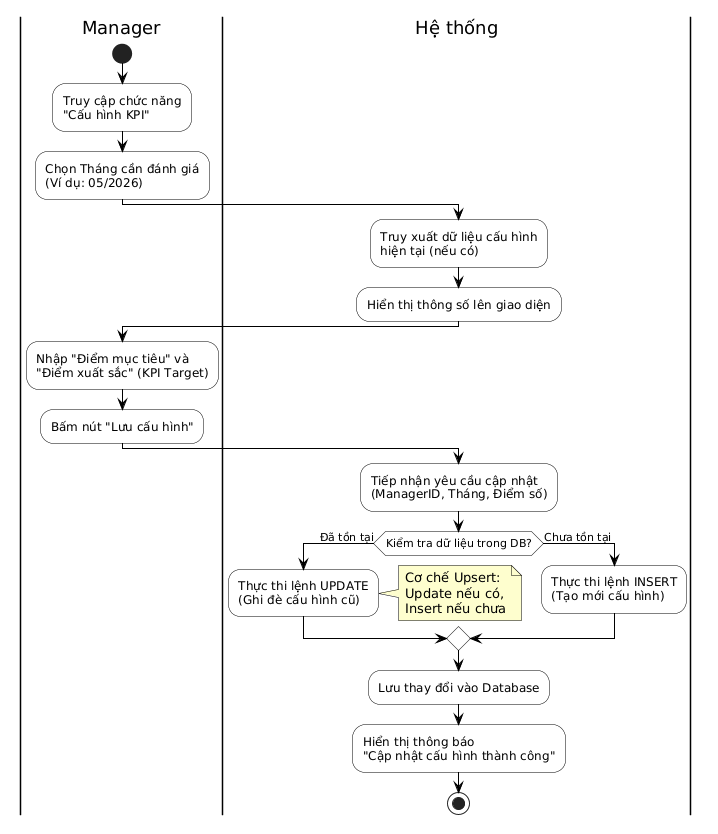 Manager
Hệ thống
Truy cập chức năng
"Cấu hình KPI"
Chọn Tháng cần đánh giá
(Ví dụ: 05/2026)
Truy xuất dữ liệu cấu hình
hiện tại (nếu có)
Hiển thị thông số lên giao diện
Nhập "Điểm mục tiêu" và
"Điểm xuất sắc" (KPI Target)
Bấm nút "Lưu cấu hình"
Tiếp nhận yêu cầu cập nhật
(ManagerID, Tháng, Điểm số)
Đã tồn tại
Kiểm tra dữ liệu trong DB?
Chưa tồn tại
Thực thi lệnh UPDATE
(Ghi đè cấu hình cũ)
Cơ chế Upsert:
Update nếu có,
Insert nếu chưa
Thực thi lệnh INSERT
(Tạo mới cấu hình)
Lưu thay đổi vào Database
Hiển thị thông báo
"Cập nhật cấu hình thành công"